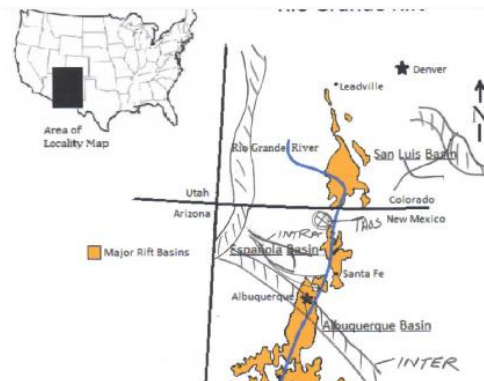 Rio Grande Rift
Denver
Leadville
N
Area of
Locality Map
Rio Grande River
San Luis Basin
Utah
Colorado
Arizona
New Mexico
TAOS
INTRA
Major Rift Basins
Española Basin
Santa Fe
Albuquerque
Albuquerque Basin
INTER